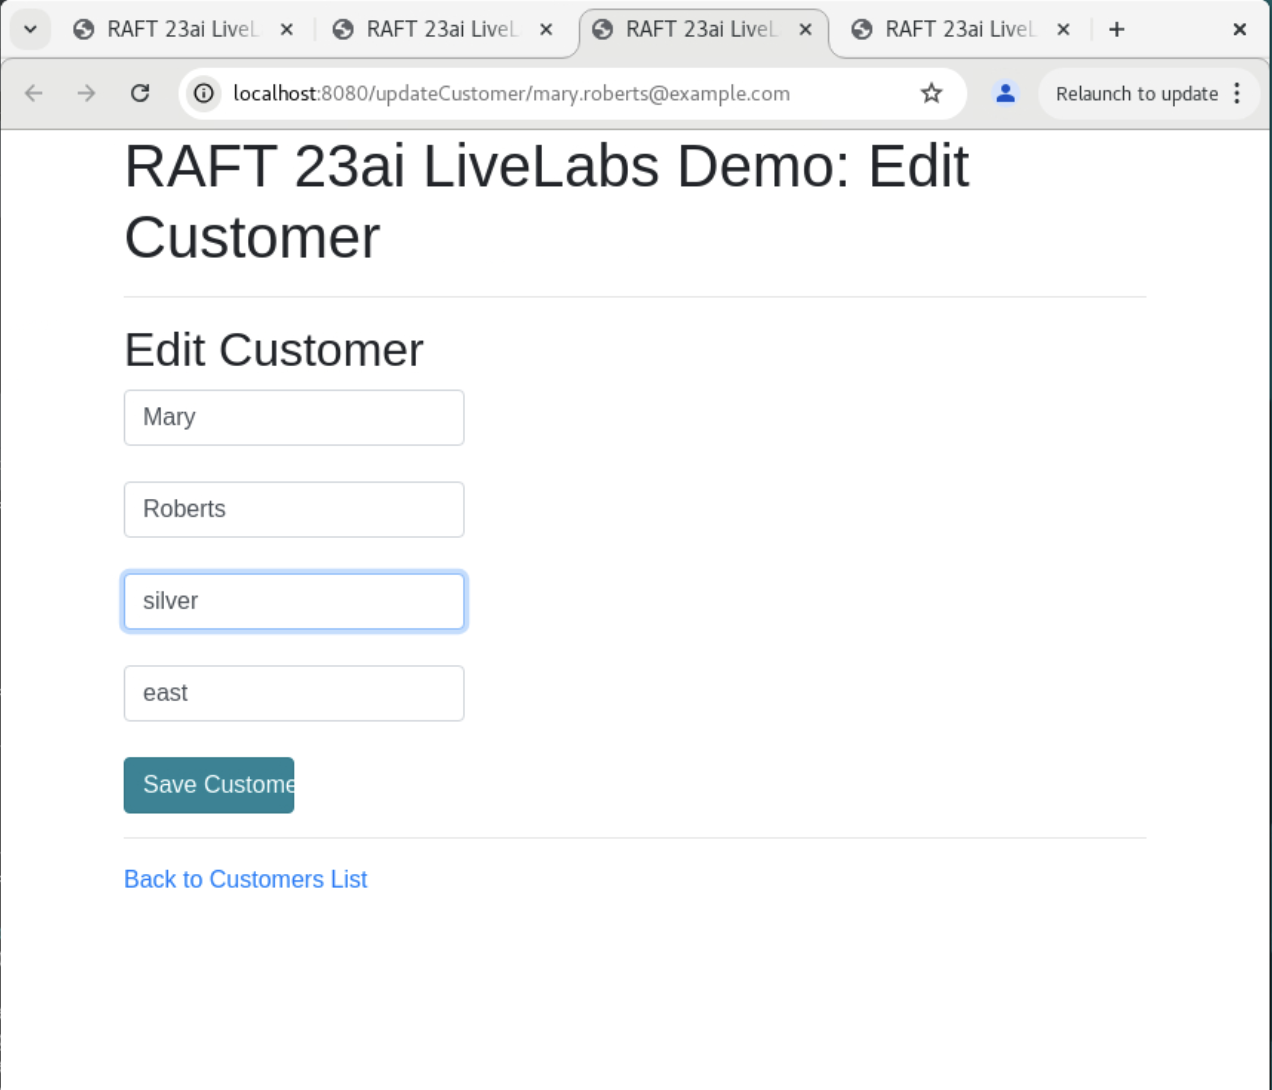 RAFT 23ai LiveL
RAFT 23ai LiveL
RAFT 23ai LiveL
RAFT 23ai LiveL
localhost:8080/updateCustomer/mary.roberts@example.com
Relaunch to update
RAFT 23ai LiveLabs Demo: Edit
Customer
Edit Customer
Mary
Roberts
silver
east
Save Custome
Back to Customers List